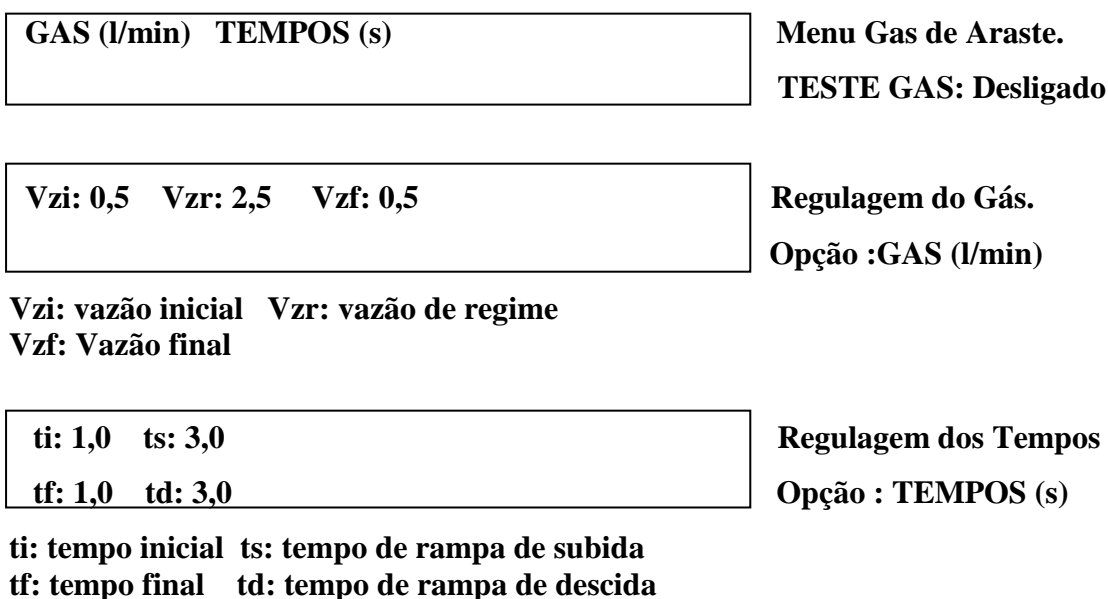 GAS (l/min) TEMPOS (s)
Menu Gas de Araste.
TESTE GAS: Desligado
Vzi: 0,5 Vzr: 2,5 Vzf: 0,5
Regulagem do Gás.
Opção :GAS (l/min)
Vzi: vazão inicial Vzr: vazão de regime
Vzf: Vazão final
ti: 1,0 ts: 3,0
Regulagem dos Tempos
tf: 1,0 td: 3,0
Opção : TEMPOS (s)
ti: tempo inicial ts: tempo de rampa de subida
tf: tempo final td: tempo de rampa de descida